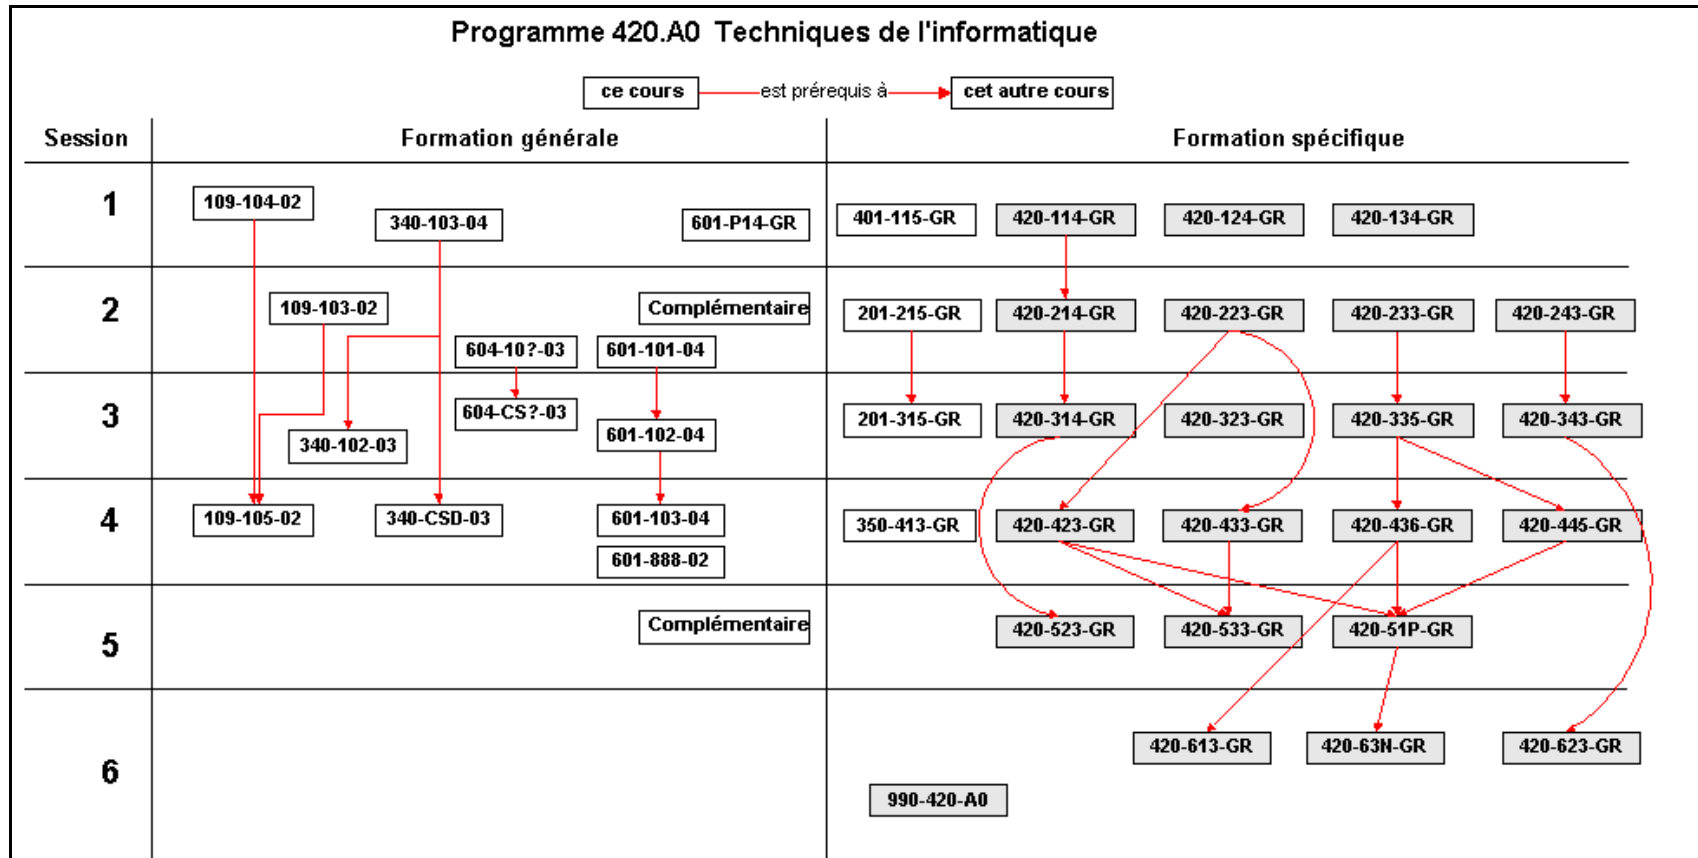 Programme 420.A0  Techniques de l'informatique
ce cours est prérequis à cet autre cours
Session Formation générale Formation spécifique
1
109-104-02
340-103-04
601-P14-GR
401-115-GR
420-114-GR
420-124-GR
420-134-GR
2
109-103-02
Complémentaire
604-10?-03
601-101-04
201-215-GR
420-214-GR
420-223-GR
420-233-GR
420-243-GR
3
340-102-03
604-CS?-03
601-102-04
201-315-GR
420-314-GR
420-323-GR
420-335-GR
420-343-GR
4
109-105-02
340-CSD-03
601-103-04
601-888-02
350-413-GR
420-423-GR
420-433-GR
420-436-GR
420-445-GR
5
Complémentaire
420-523-GR
420-533-GR
420-51P-GR
6
420-613-GR
420-63N-GR
420-623-GR
990-420-A0